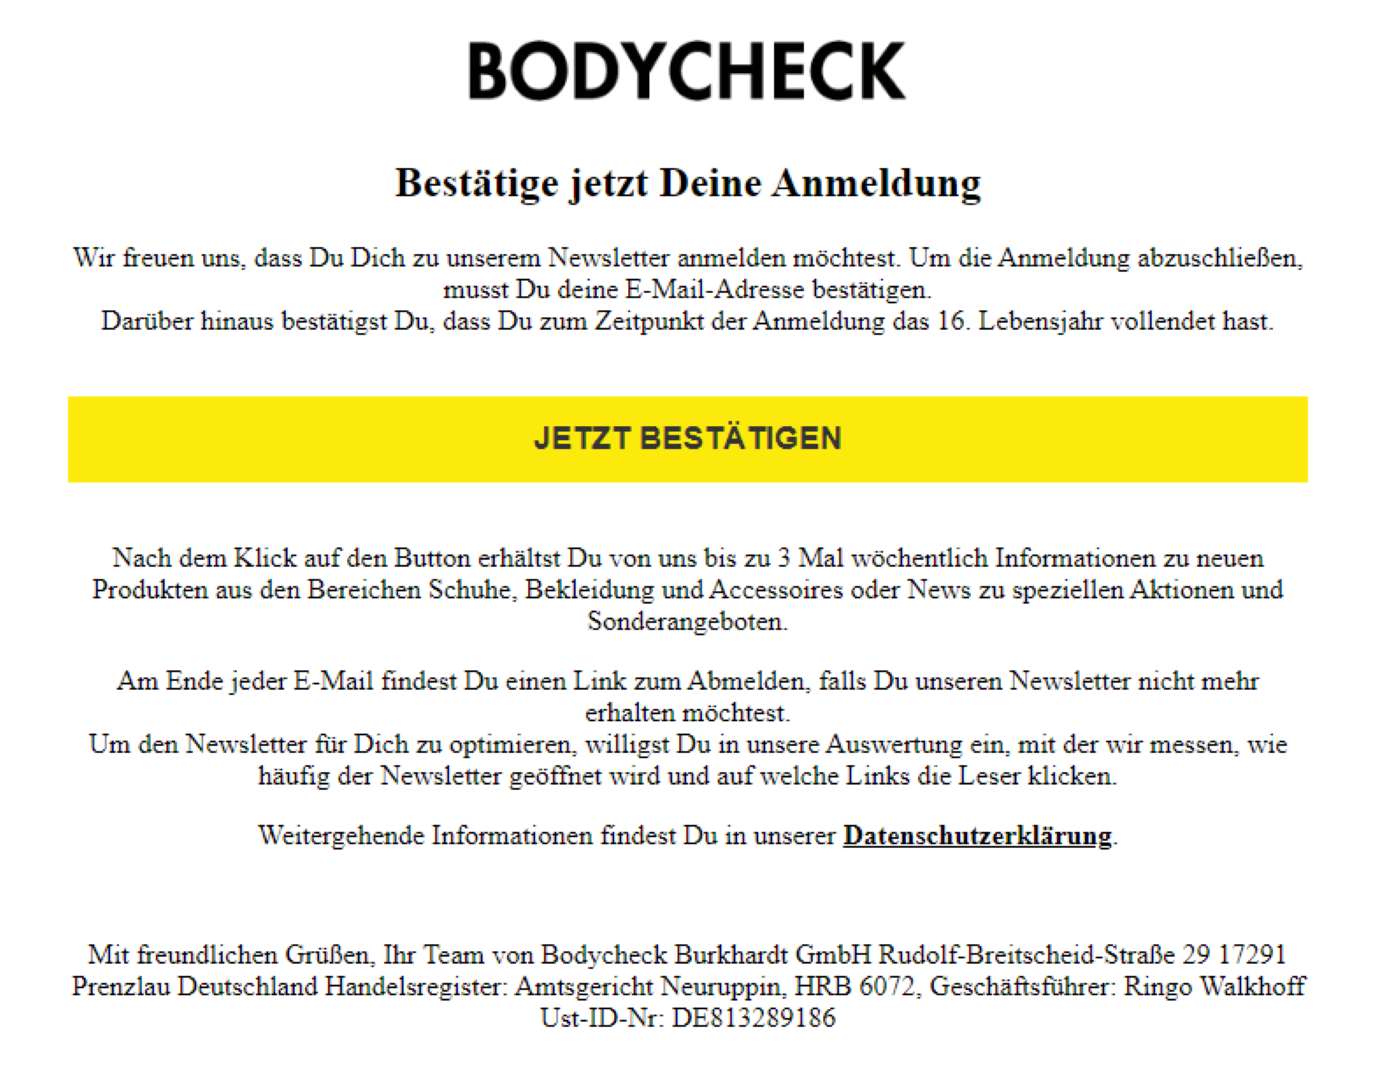 BODYCHECK
Bestätige jetzt Deine Anmeldung
Wir freuen uns, dass Du Dich zu unserem Newsletter anmelden möchtest. Um die Anmeldung abzuschließen,
musst Du deine E-Mail-Adresse bestätigen.
Darüber hinaus bestätigst Du, dass Du zum Zeitpunkt der Anmeldung das 16. Lebensjahr vollendet hast.
JETZT BESTÄTIGEN
Nach dem Klick auf den Button erhältst Du von uns bis zu 3 Mal wöchentlich Informationen zu neuen
Produkten aus den Bereichen Schuhe, Bekleidung und Accessoires oder News zu speziellen Aktionen und
Sonderangeboten.
Am Ende jeder E-Mail findest Du einen Link zum Abmelden, falls Du unseren Newsletter nicht mehr
erhalten möchtest.
Um den Newsletter für Dich zu optimieren, willigst Du in unsere Auswertung ein, mit der wir messen, wie
häufig der Newsletter geöffnet wird und auf welche Links die Leser klicken.
Weitergehende Informationen findest Du in unserer Datenschutzerklärung.
Mit freundlichen Grüßen, Ihr Team von Bodycheck Burkhardt GmbH Rudolf-Breitscheid-Straße 29 17291
Prenzlau Deutschland Handelsregister: Amtsgericht Neuruppin, HRB 6072, Geschäftsführer: Ringo Walkhoff
Ust-ID-Nr: DE813289186